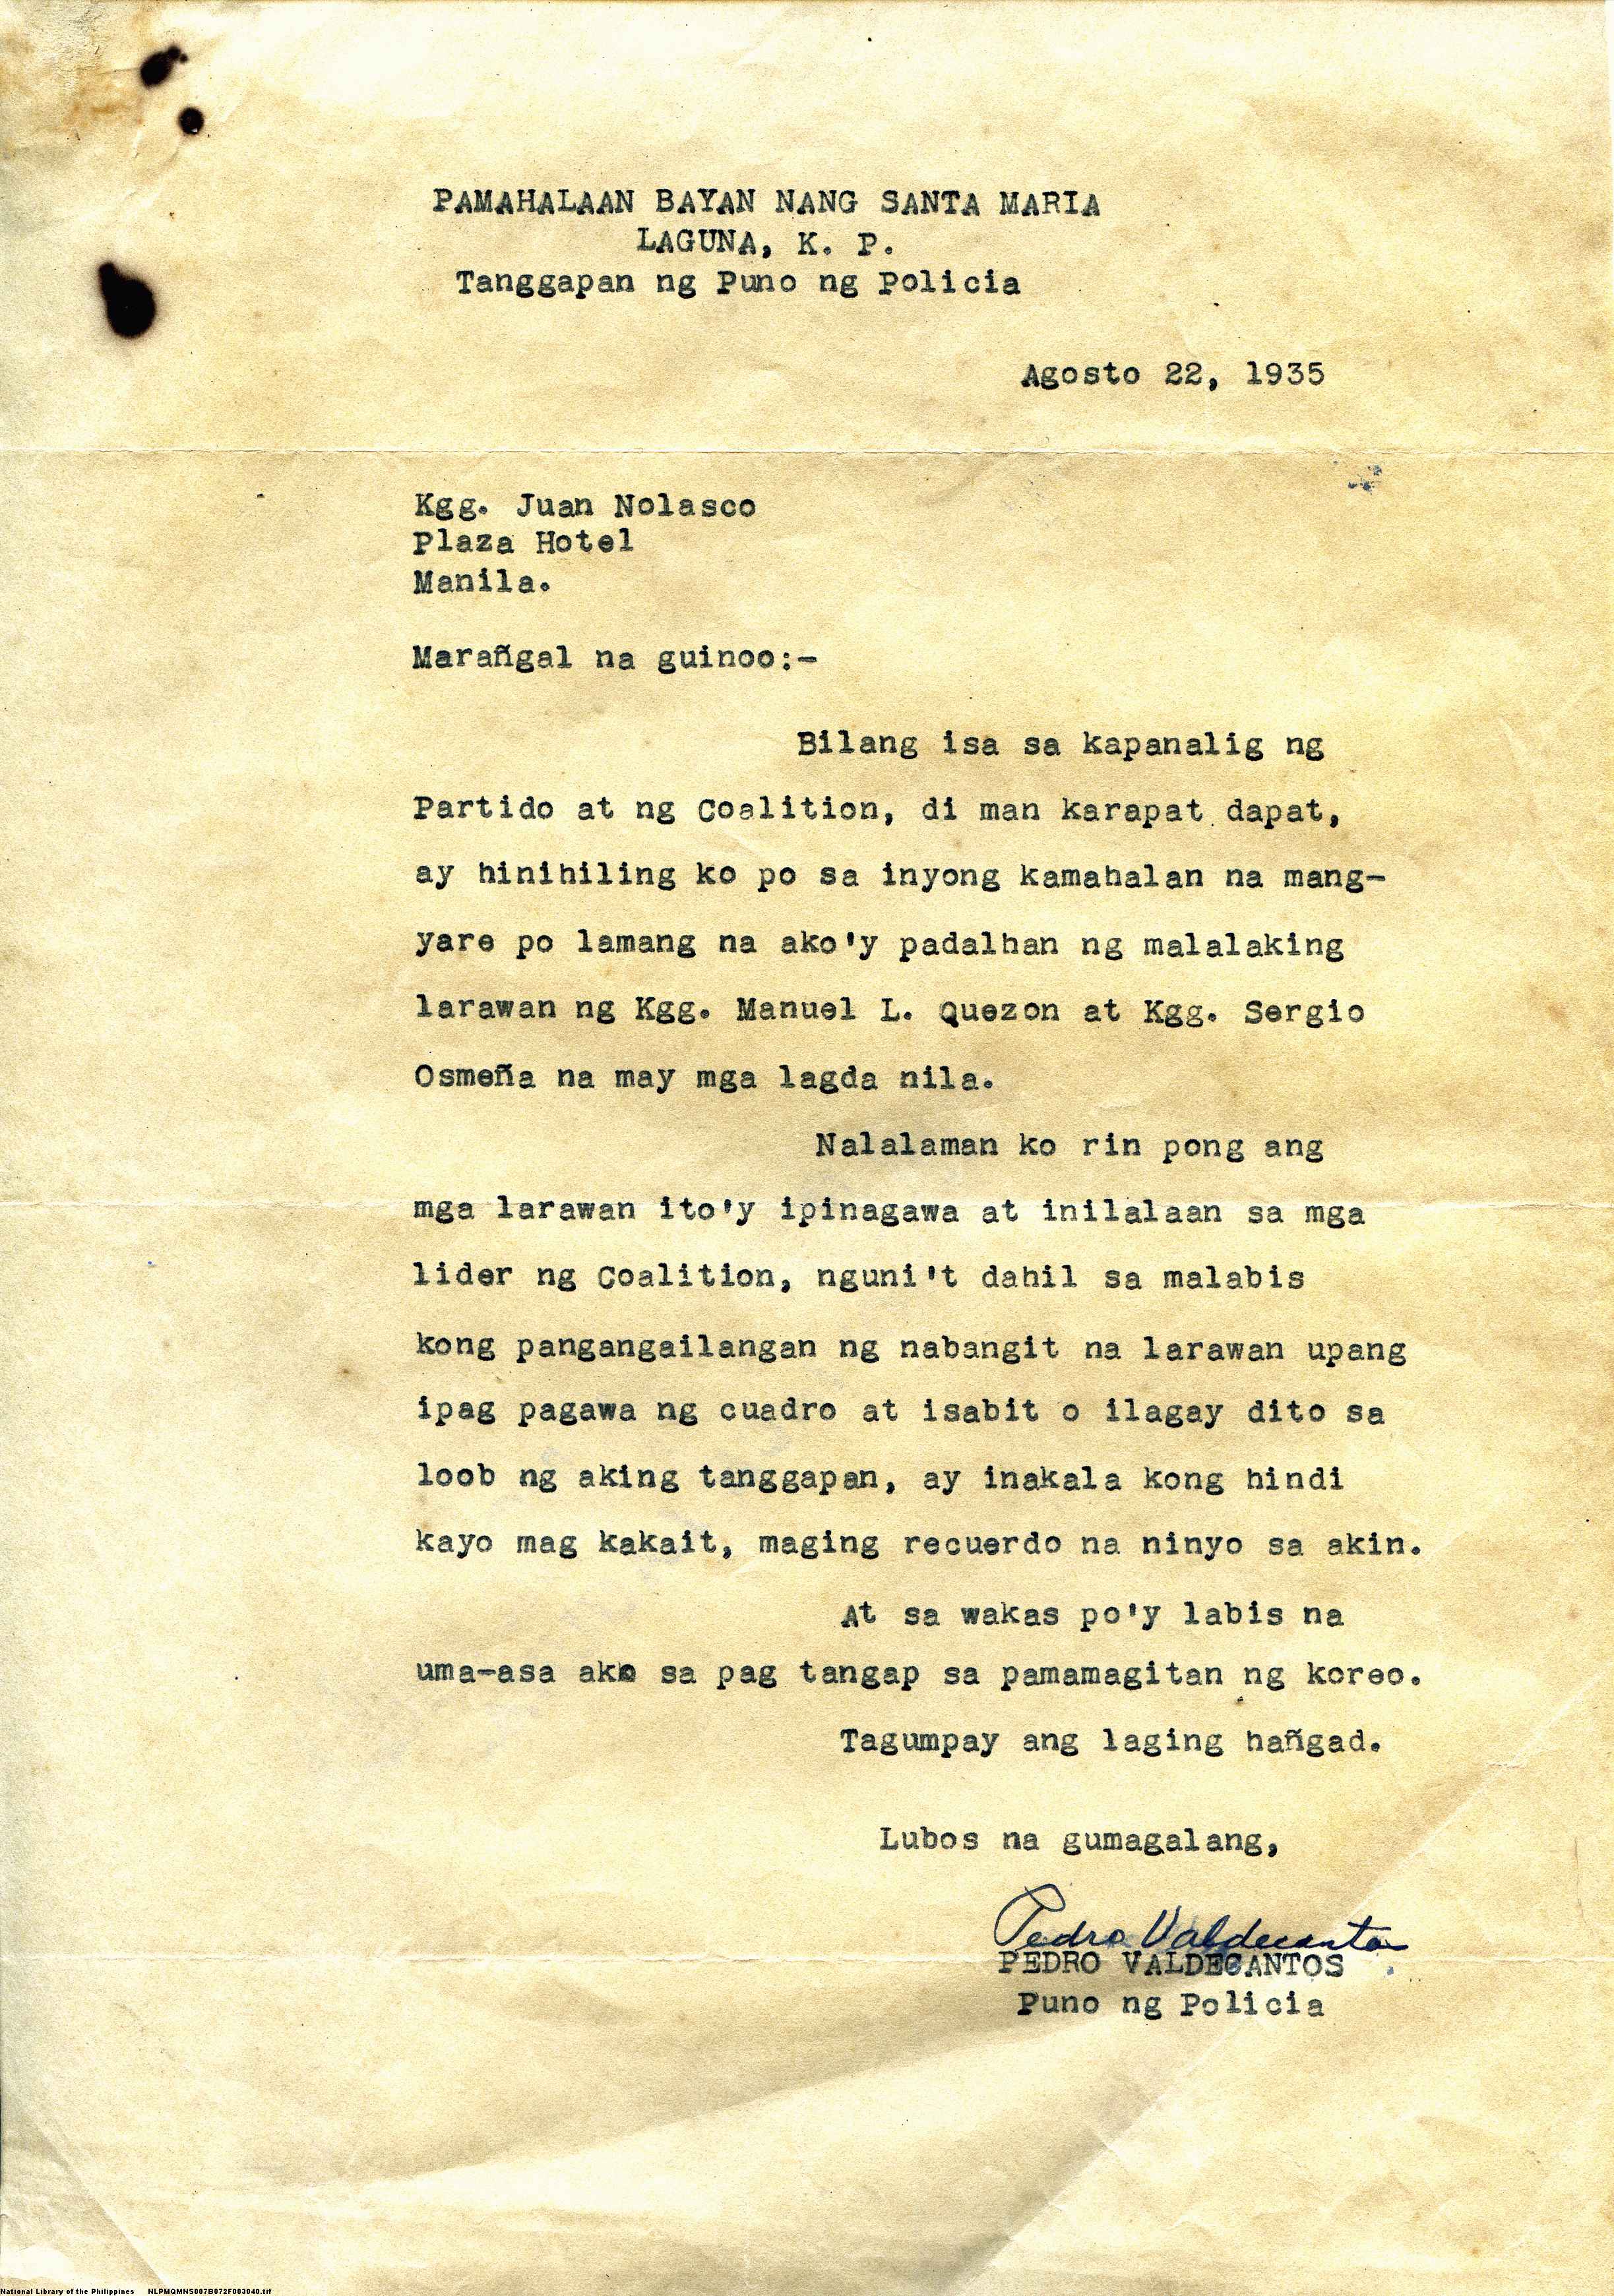 PAMAHALAAN BAYAN NANG SANTA MARIA
LAGUNA, K. P.
Tanggapan ng Puno ng Policia
Agosto 22, 1935
Kgg. Juan Nolasco
Plaza Hotel
Manila.
Marañgal na guinoo:-
Bilang isa sa kapanalig ng
Partido at ng Coalition, di man karapat dapat,
ay hinihiling ko po sa inyong kamahalan na mang-
yare po lamang na ako'y padalhan ng malalaking
larawan ng Kgg. Manuel L. Quezon at Kgg. Sergio
Osmeña na may mga lagda nila.
Nalalaman ko rin pong ang
mga larawan ito'y ipinagawa at inilalaan sa mga
lider ng Coalition, nguni't dahil sa malabis
kong pangangailangan ng nabangit na larawan upang
ipag pagawa ng cuadro at isabit o ilagay dito sa
loob ng aking tanggapan, ay inakala kong hindi
kayo mag kakait, maging recuerdo na ninyo sa akin.
At sa wakas po'y labis na
uma-asa ako sa pag tangap sa pamamagitan ng koreo.
Tagumpay ang laging hañgad.
Lubos na gumagalang,
Pedro Valdecantos
PEDRO VALDECANTOS
Puno ng Policia
National Library of the Philippines NLPMQMNS007B072F003040.tif